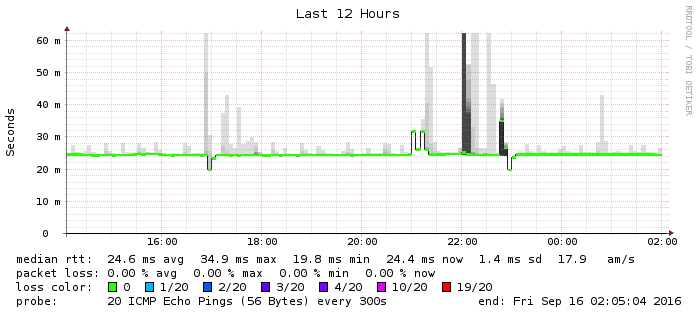 Last 12 Hours
RRDTOOL / TOBI OETIKER
Seconds
60 m
50 m
40 m
30 m
20 m
10 m
0
16:00 18:00 20:00 22:00 00:00 02:00
median rtt: 24.6 ms avg 34.9 ms max 19.8 ms min 24.4 ms now 1.4 ms sd 17.9 am/s
packet loss: 0.00 % avg 0.00 % max 0.00 % min 0.00 % now
loss color: 0 1/20 2/20 3/20 4/20 10/20 19/20
probe: 20 ICMP Echo Pings (56 Bytes) every 300s end: Fri Sep 16 02:05:04 2016